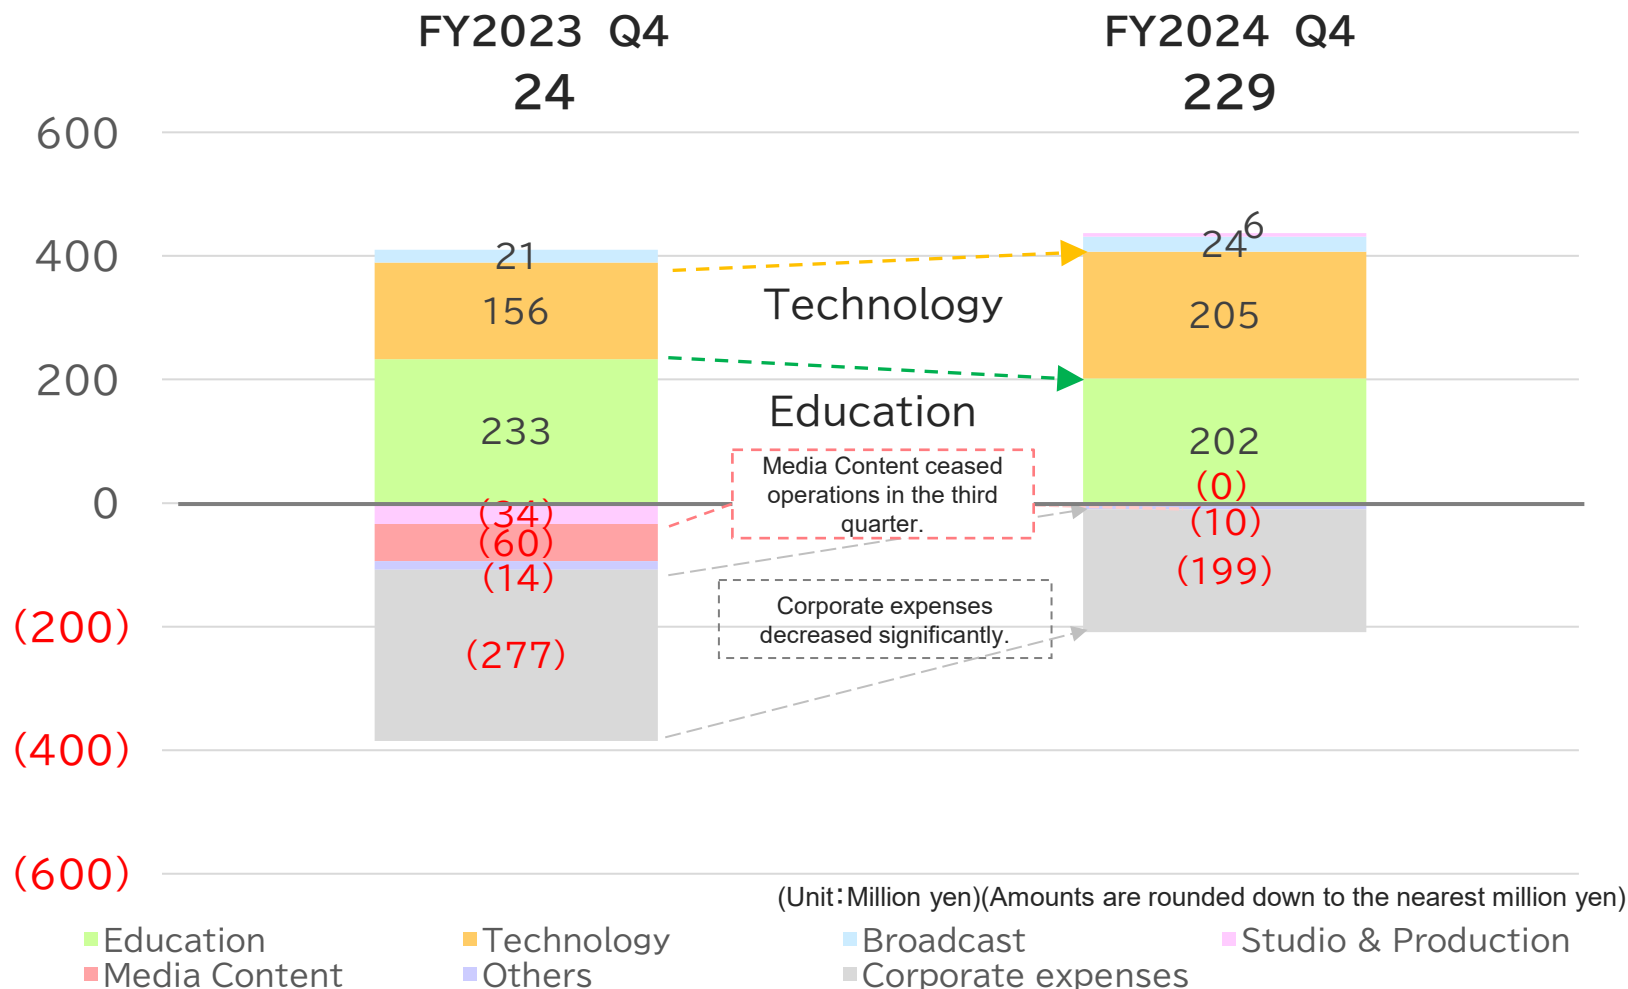 FY2023 Q4
24
FY2024 Q4
229
600
400
200
0
(200)
(400)
(600)
21
156
233
(34)
(60)
(14)
(277)
Technology
Education
Media Content ceased
operations in the third
quarter.
Corporate expenses
decreased significantly.
6
24
205
202
(0)
(10)
(199)
(Unit:Million yen)(Amounts are rounded down to the nearest million yen)
Education
Technology
Broadcast
Studio & Production
Media Content
Others
Corporate expenses